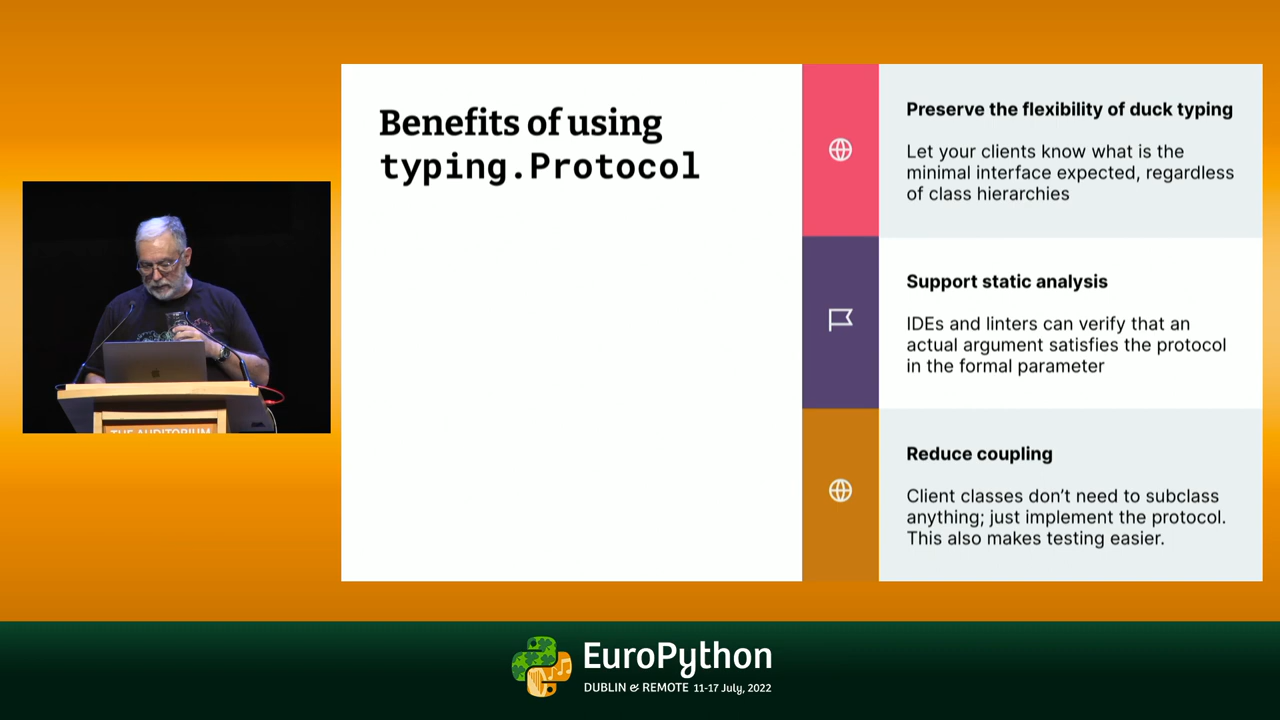 Benefits of using
typing.Protocol
Preserve the flexibility of duck typing
Let your clients know what is the
minimal interface expected, regardless
of class hierarchies
Support static analysis
IDEs and linters can verify that an
actual argument satisfies the protocol
in the formal parameter
Reduce coupling
Client classes don’t need to subclass
anything; just implement the protocol.
This also makes testing easier.
THE AUDITORIUM
EuroPython
DUBLIN & REMOTE 11-17 July, 2022